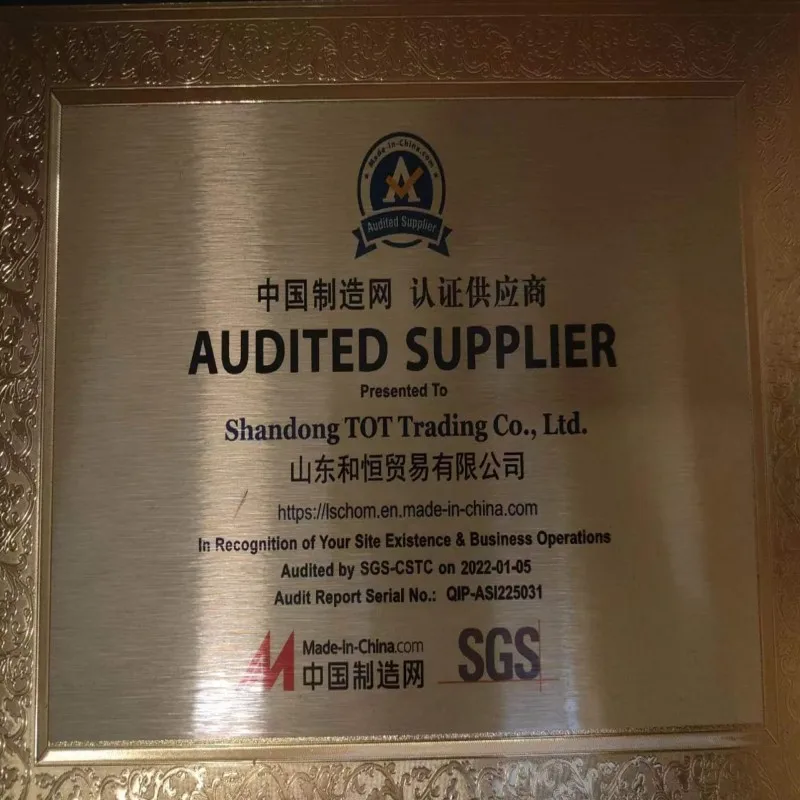 Made-in-China.com
A
Audited Supplier
中国制造网 认证供应商
AUDITED SUPPLIER
Presented To
Shandong TOT Trading Co., Ltd.
山东和恒贸易有限公司
https://lschom.en.made-in-china.com
In Recognition of Your Site Existence & Business Operations
Audited by SGS-CSTC on 2022-01-05
Audit Report Serial No.: QIP-ASI225031
Made-in-China.com
中国制造网
SGS